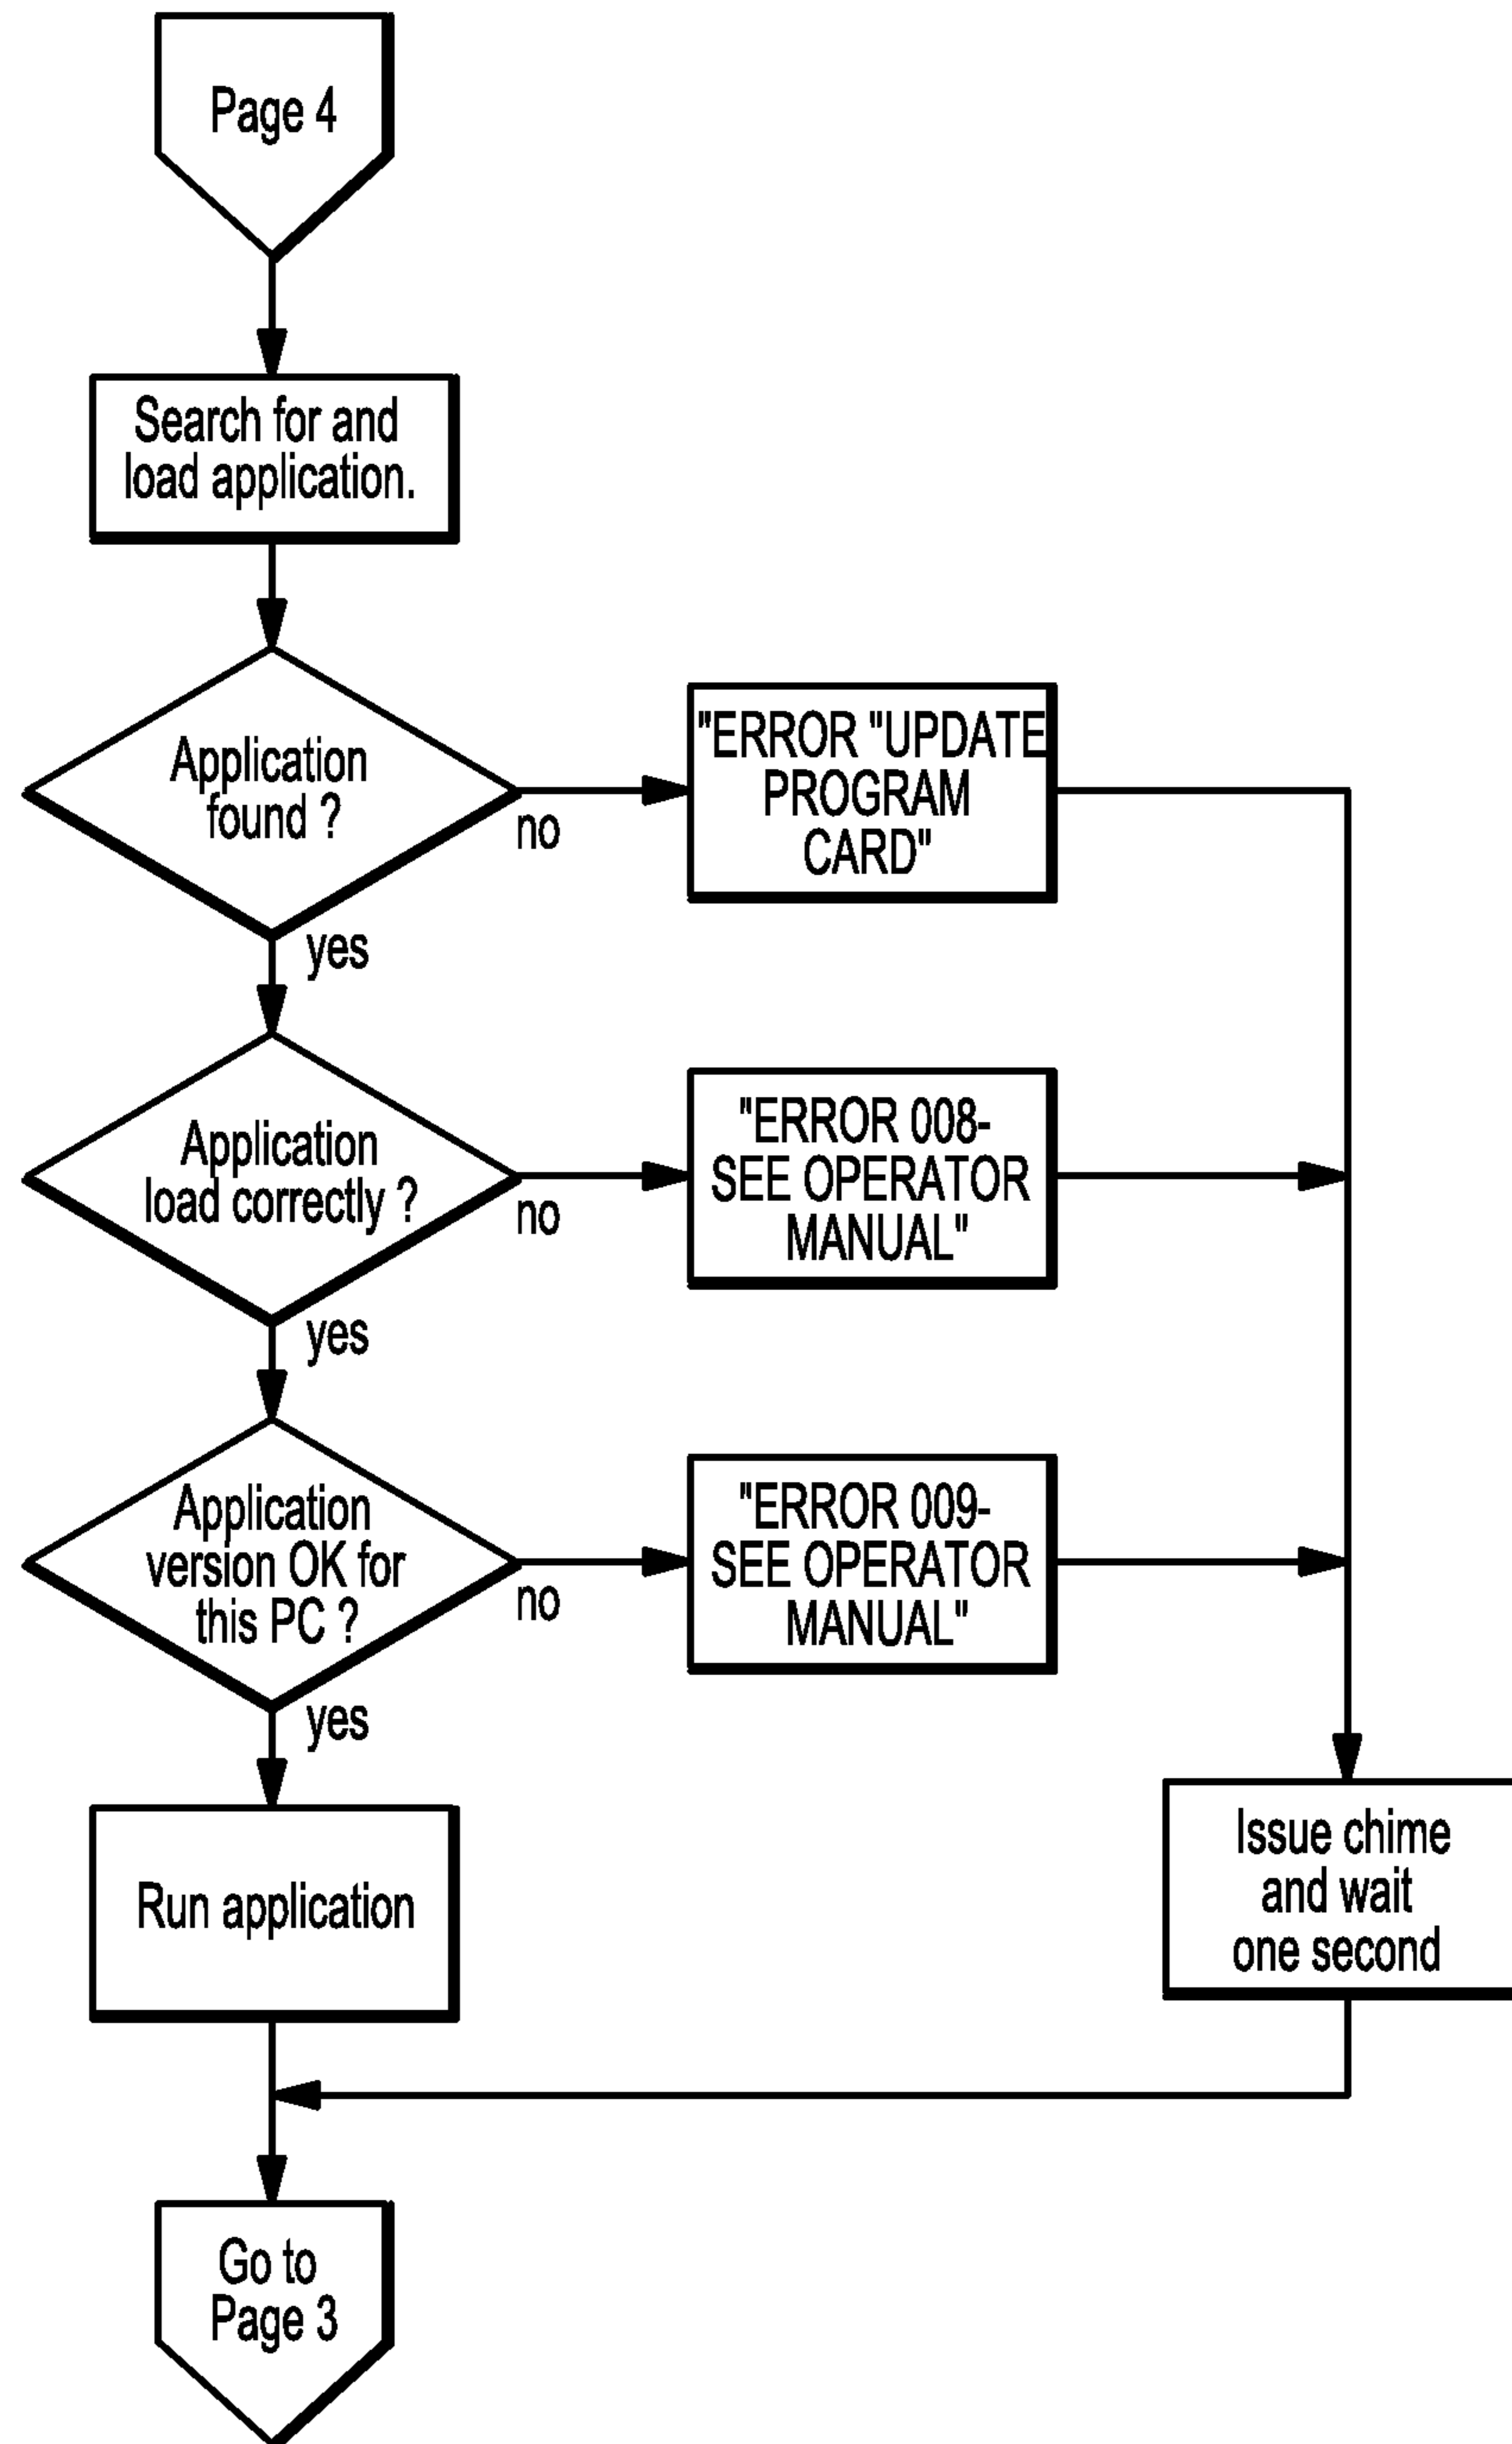 Page 4
Search for and
load application.
Application
found ?
no
"ERROR "UPDATE
PROGRAM
CARD"
yes
Application
load correctly ?
no
"ERROR 008-
SEE OPERATOR
MANUAL"
yes
Application
version OK for
this PC ?
no
"ERROR 009-
SEE OPERATOR
MANUAL"
yes
Run application
Issue chime
and wait
one second
Go to
Page 3